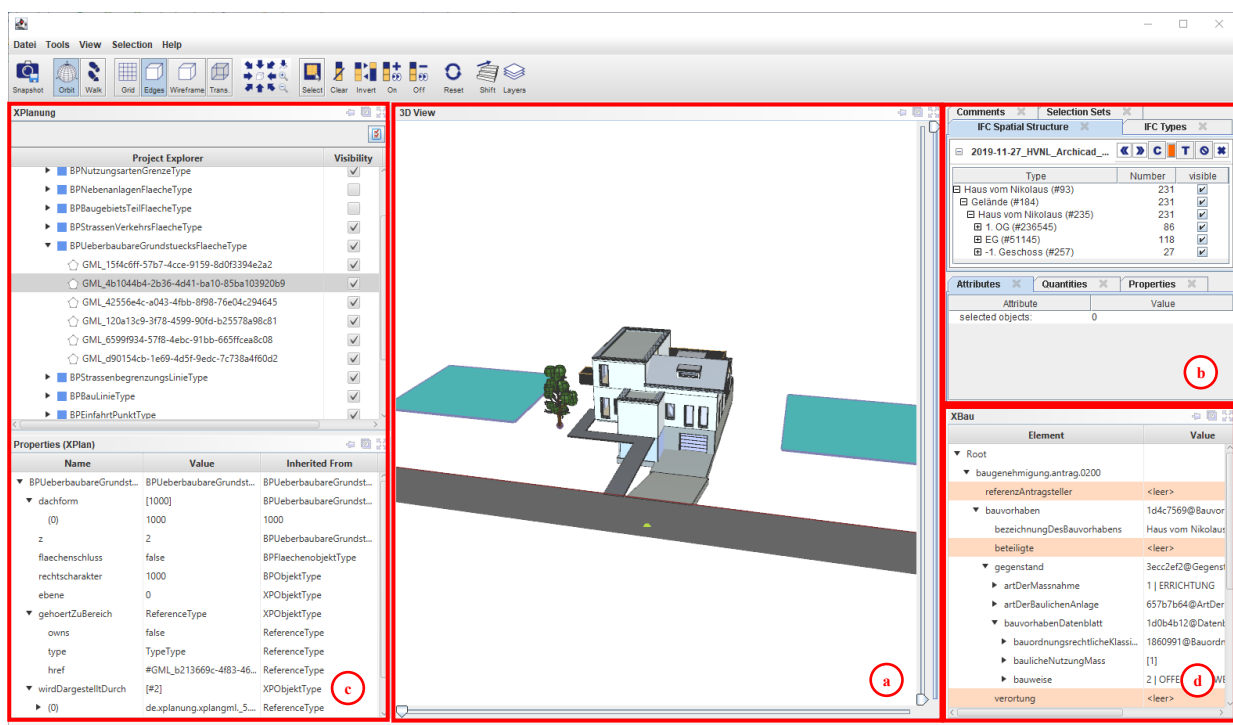 Datei Tools View Selection Help
Snapshot Orbit Walk Grid Edges Wireframe Trans. Select Clear Invert On Off Reset Shift Layers
XPlanung
Project Explorer Visibility
BPNutzungsartenGrenzeType
BPNebenanlagenFlaecheType
BPBaugebietsTeilFlaecheType
BPStrassenVerkehrsFlaecheType
BPUeberbaubareGrundstuecksFlaecheType
GML_15f4c6ff-57b7-4cce-9159-8d0f3394e2a2
GML_4b1044b4-2b36-4d41-ba10-85ba103920b9
GML_42556e4c-a043-4fbb-8f98-76e04c294645
GML_120a13c9-3f78-4599-90fd-b25578a98c81
GML_6599f934-57f8-4ebc-91bb-665ffcea8c08
GML_d90154cb-1e69-4d5f-9edc-7c738a4f60d2
BPStrassenbegrenzungsLinieType
BPBauLinieType
BPEinfahrtPunktType
Properties (XPlan)
Name Value Inherited From
BPUeberbaubareGrundst... BPUeberbaubareGrundst... BPUeberbaubareGrundst...
dachform [1000] BPUeberbaubareGrundst...
(0) 1000 1000
z 2 BPUeberbaubareGrundst...
flaechenschluss false BPFlaechenobjektType
rechtscharakter 1000 BPObjektType
ebene 0 XPObjektType
gehoertZuBereich ReferenceType XPObjektType
owns false ReferenceType
type TypeType ReferenceType
href #GML_b213669c-4f83-46... ReferenceType
wirdDargestelltDurch [#2] XPObjektType
(0) de.xplanung.xplangml._5... ReferenceType
c
3D View
a
Comments Selection Sets
IFC Spatial Structure IFC Types
2019-11-27_HVNL_Archicad_... C T
Type Number visible
Haus vom Nikolaus (#93) 231
Gelände (#184) 231
Haus vom Nikolaus (#235) 231
1. OG (#236545) 86
EG (#51145) 118
-1. Geschoss (#257) 27
Attributes Quantities Properties
Attribute Value
selected objects: 0
b
XBau
Element Value
Root
baugenehmigung.antrag.0200
referenzAntragsteller <leer>
bauvorhaben 1d4c7569@Bauvor
bezeichnungDesBauvorhabens Haus vom Nikolaus
beteiligte <leer>
gegenstand 3ecc2ef2@Gegenst
artDerMassnahme 1 | ERRICHTUNG
artDerBaulichenAnlage 657b7b64@ArtDer
bauvorhabenDatenblatt 1d0b4b12@Datenb
bauordnungsrechtlicheKlassi... 1860991@Bauordn
baulicheNutzungMass [1]
bauweise 2 | OFFE
verortung <leer>
d